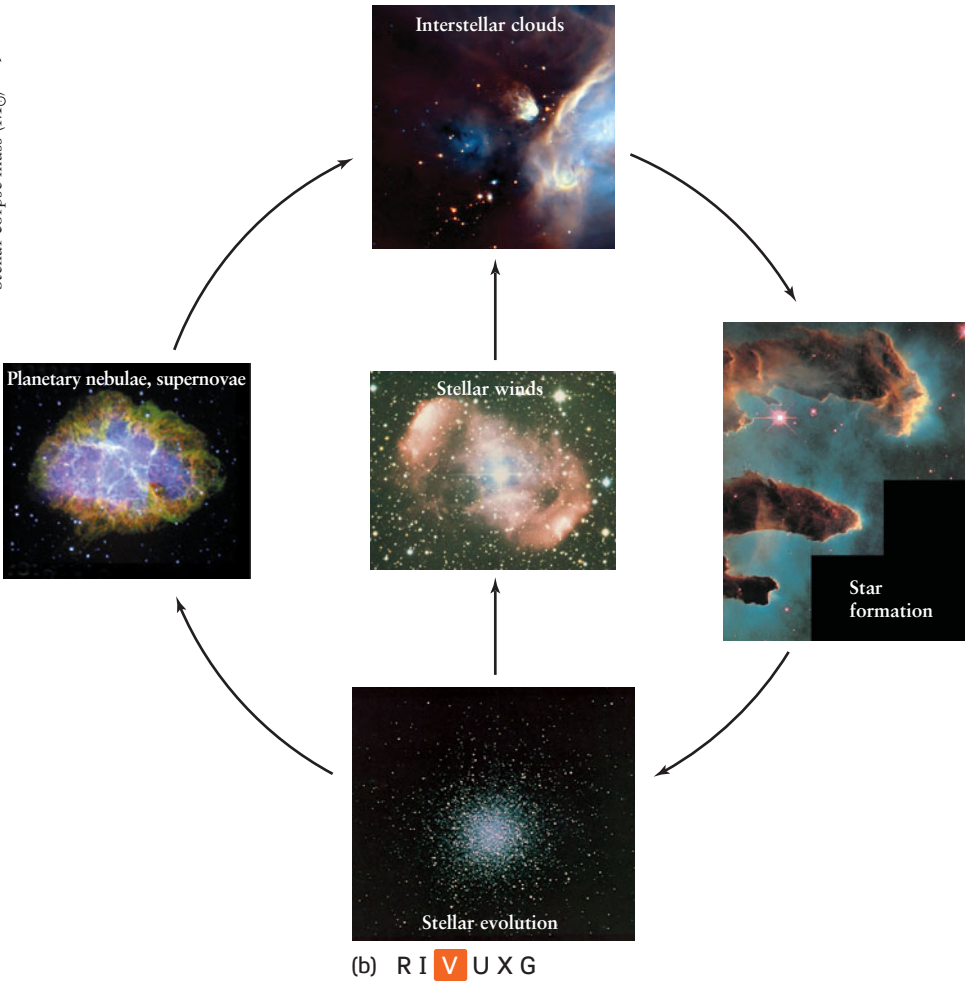 Interstellar clouds
Planetary nebulae, supernovae
Stellar winds
Star
formation
Stellar evolution
(b) R I V U X G